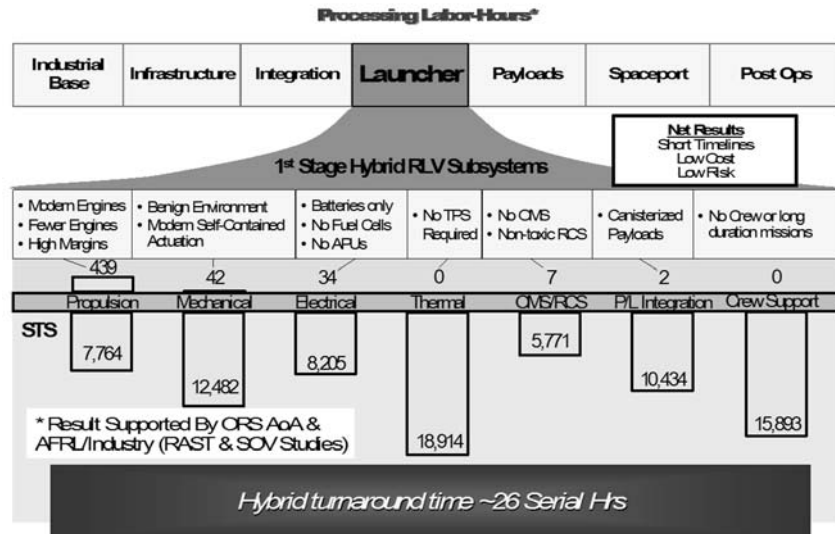 Processing Labor-Hours*
Industrial
Base
Infrastructure
Integration
Launcher
Payloads
Spaceport
Post Ops
Net Results
Short Timelines
Low Cost
Low Risk
1st Stage Hybrid RLV Subsystems
• Modern Engines
• Fewer Engines
• High Margins
• Benign Environment
• Modern Self-Contained
Actuation
• Batteries only
• No Fuel Cells
• No APUs
• No TPS
Required
• No OMS
• Non-toxic RCS
• Canisterized
Payloads
• No Crew or long
duration missions
439
42
34
0
7
2
0
Propulsion
Mechanical
Electrical
Thermal
OMS/RCS
P/L Integration
Crew Support
STS
7,764
12,482
8,205
18,914
5,771
10,434
15,893
* Result Supported By ORS AoA &
AFRL/Industry (RAST & SOV Studies)
Hybrid turnaround time ~26 Serial Hrs